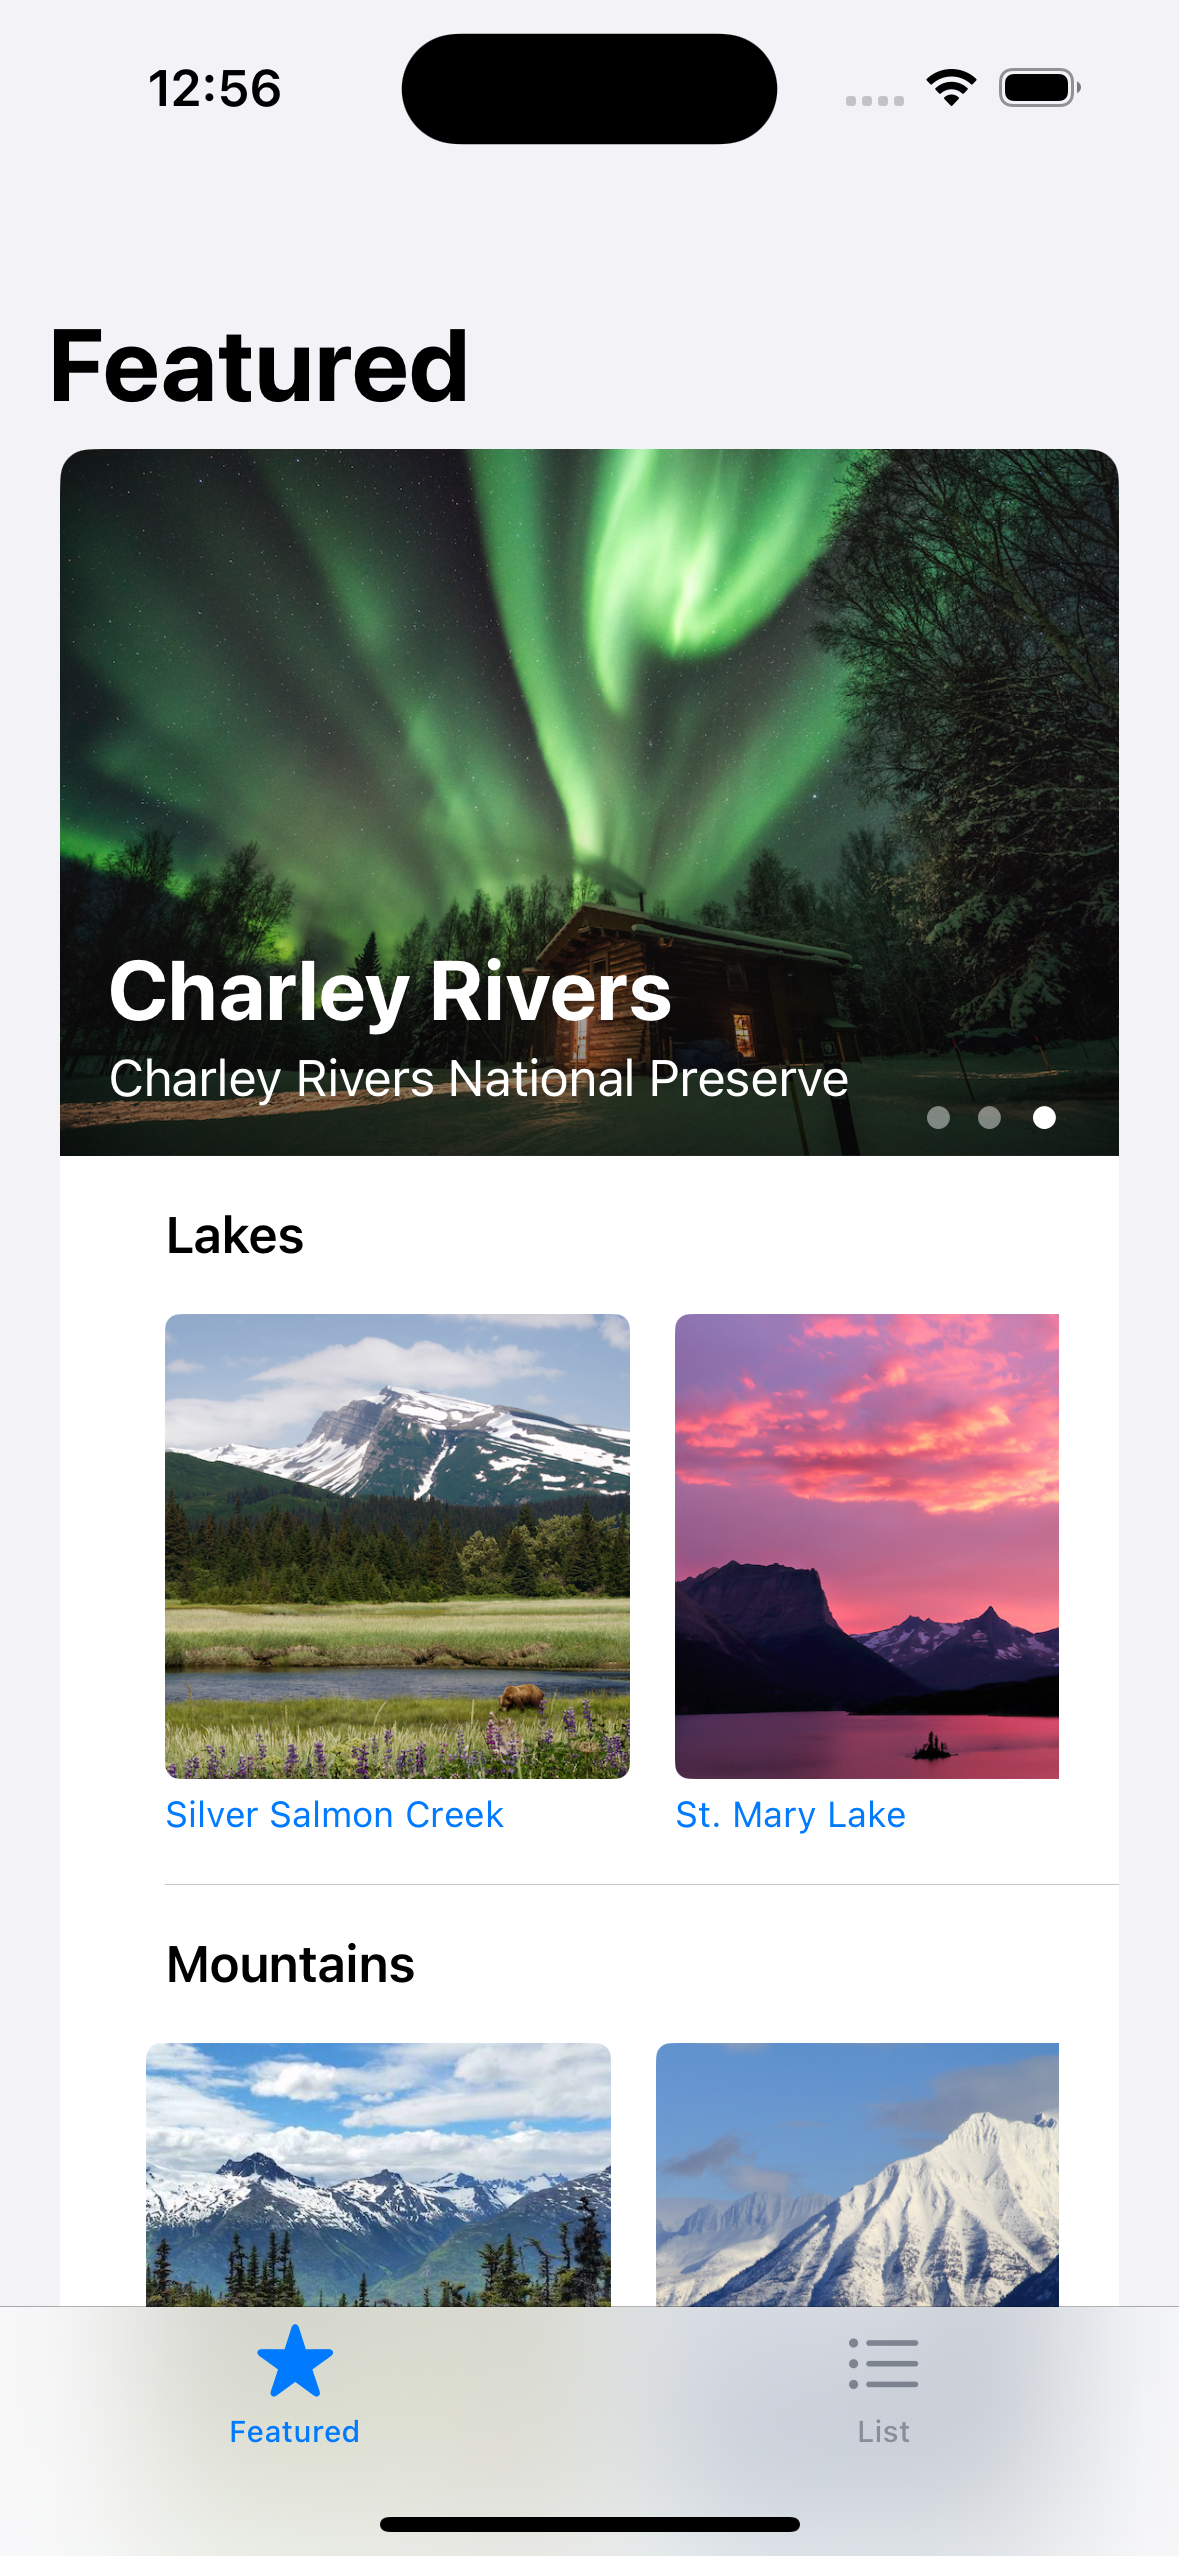 12:56
Featured
Charley Rivers
Charley Rivers National Preserve
Lakes
Silver Salmon Creek
St. Mary Lake
Mountains
Featured
List